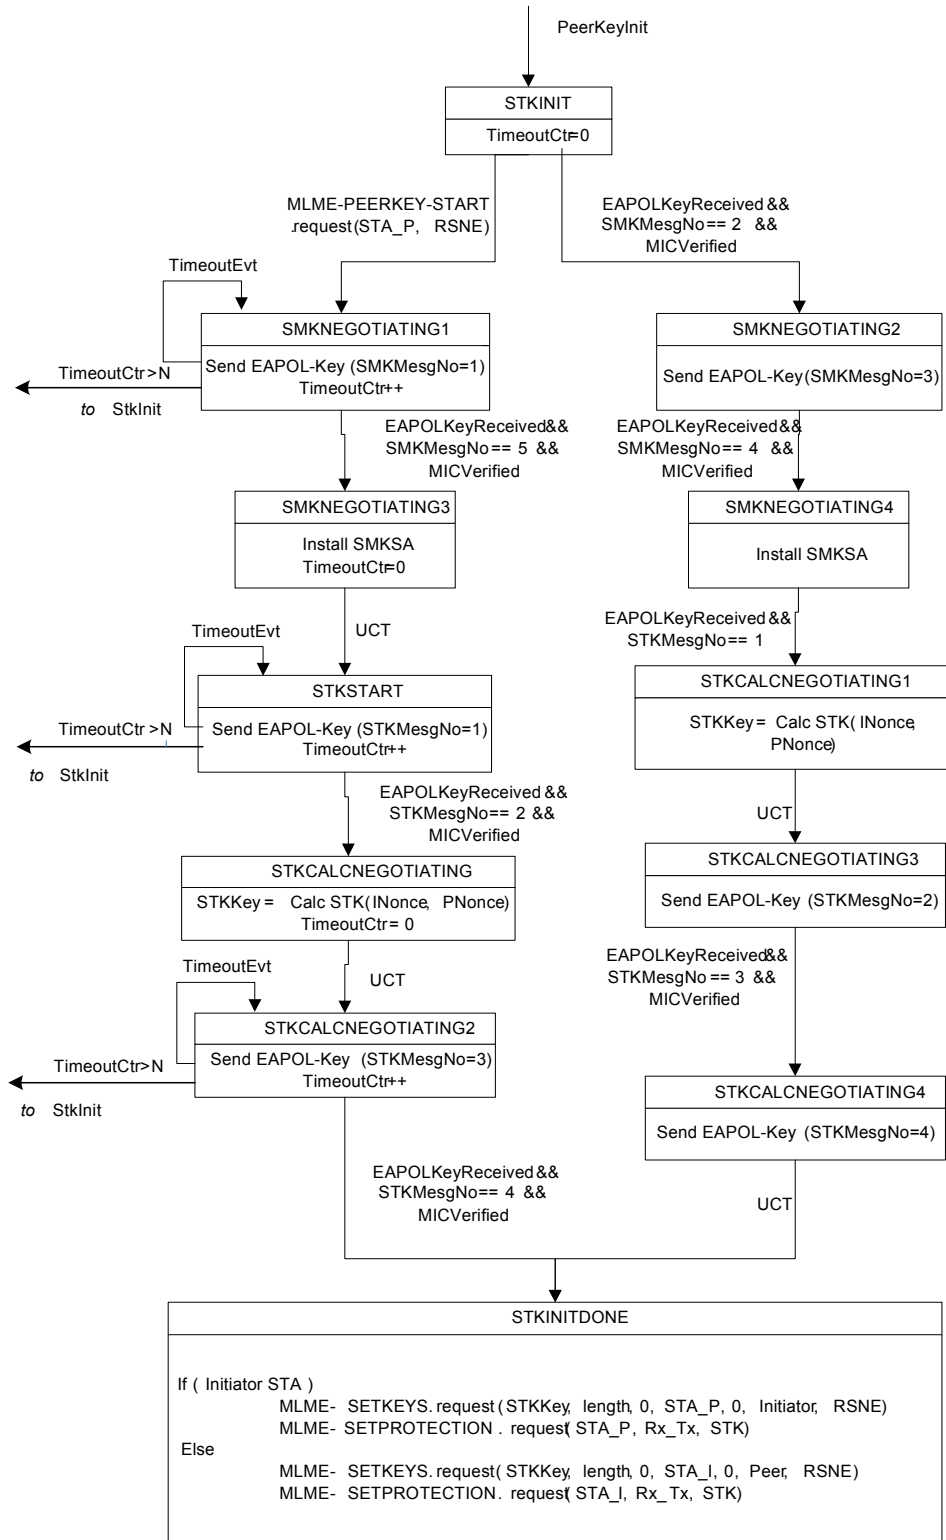 PeerKeyInit
STKINIT
TimeoutCtr=0
MLME-PEERKEY-START
.request(STA_P, RSNE)
EAPOLKeyReceived &&
SMKMesgNo== 2 &&
MICVerified
TimeoutEvt
SMKNEGOTIATING1
Send EAPOL-Key (SMKMesgNo=1)
TimeoutCtr++
TimeoutCtr>N
to StkInit
SMKNEGOTIATING2
Send EAPOL-Key(SMKMesgNo=3)
EAPOLKeyReceived&&
SMKMesgNo== 5 &&
MICVerified
EAPOLKeyReceived&&
SMKMesgNo== 4 &&
MICVerified
SMKNEGOTIATING3
Install SMKSA
TimeoutCtr=0
SMKNEGOTIATING4
Install SMKSA
UCT
EAPOLKeyReceived &&
STKMesgNo== 1
TimeoutEvt
STKSTART
Send EAPOL-Key (STKMesgNo=1)
TimeoutCtr++
TimeoutCtr >N
to StkInit
STKCALCNEGOTIATING1
STKKey = Calc STK( INonce,
PNonce)
EAPOLKeyReceived &&
STKMesgNo== 2 &&
MICVerified
UCT
STKCALCNEGOTIATING
STKKey = Calc STK(INonce, PNonce)
TimeoutCtr= 0
STKCALCNEGOTIATING3
Send EAPOL-Key (STKMesgNo=2)
UCT
EAPOLKeyReceived&&
STKMesgNo == 3 &&
MICVerified
TimeoutEvt
STKCALCNEGOTIATING2
Send EAPOL-Key (STKMesgNo=3)
TimeoutCtr++
TimeoutCtr>N
to StkInit
STKCALCNEGOTIATING4
Send EAPOL-Key (STKMesgNo=4)
EAPOLKeyReceived &&
STKMesgNo== 4 &&
MICVerified
UCT
STKINITDONE
If ( Initiator STA )
MLME- SETKEYS. request ( STKKey, length, 0, STA_P, 0, Initiator, RSNE)
MLME- SETPROTECTION . request( STA_P, Rx_Tx, STK)
Else
MLME- SETKEYS. request( STKKey, length, 0, STA_I, 0, Peer, RSNE)
MLME- SETPROTECTION. request( STA_I, Rx_Tx, STK)